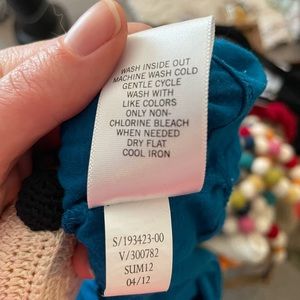 WASH INSIDE OUT
MACHINE WASH COLD
GENTLE CYCLE
WASH WITH
LIKE COLORS
ONLY NON-
CHLORINE BLEACH
WHEN NEEDED
DRY FLAT
COOL IRON
S/193423-00
V/300782
SUM12
04/12